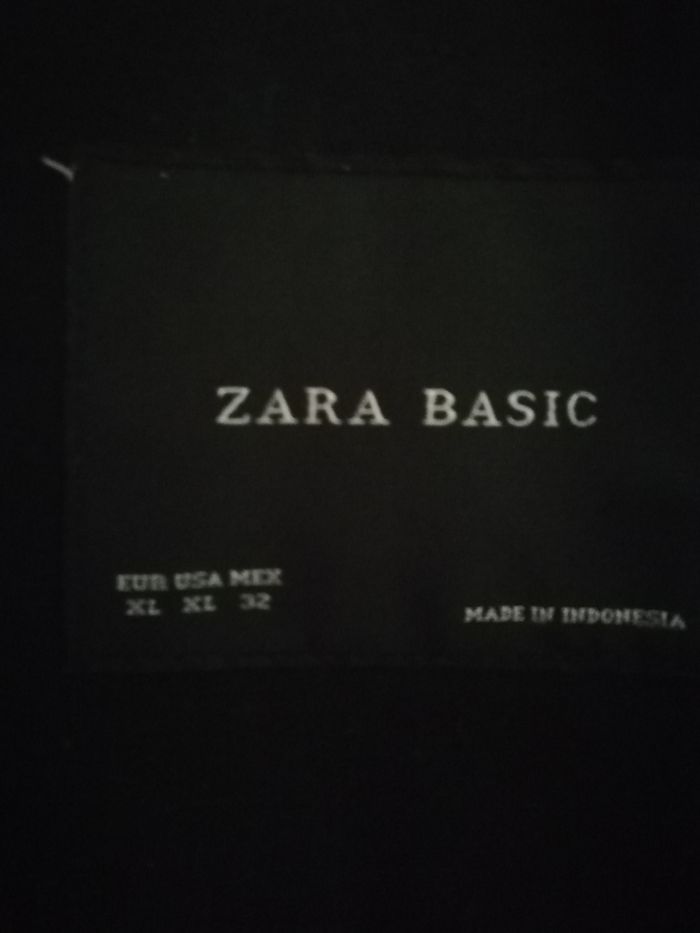 ZARA BASIC
EUR USA MEX
XL XL 32
MADE IN INDONESIA